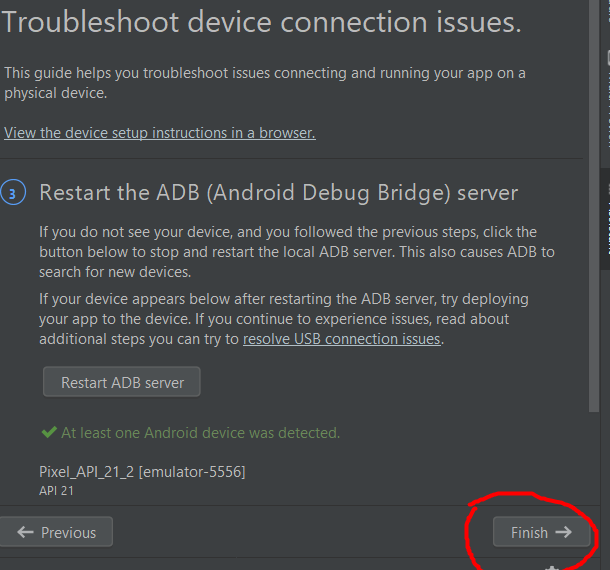 Troubleshoot device connection issues.
This guide helps you troubleshoot issues connecting and running your app on a
physical device.
View the device setup instructions in a browser.
3 Restart the ADB (Android Debug Bridge) server
If you do not see your device, and you followed the previous steps, click the
button below to stop and restart the local ADB server. This also causes ADB to
search for new devices.
If your device appears below after restarting the ADB server, try deploying
your app to the device. If you continue to experience issues, read about
additional steps you can try to resolve USB connection issues.
Restart ADB server
At least one Android device was detected.
Pixel_API_21_2 [emulator-5556]
API 21
Previous
Finish